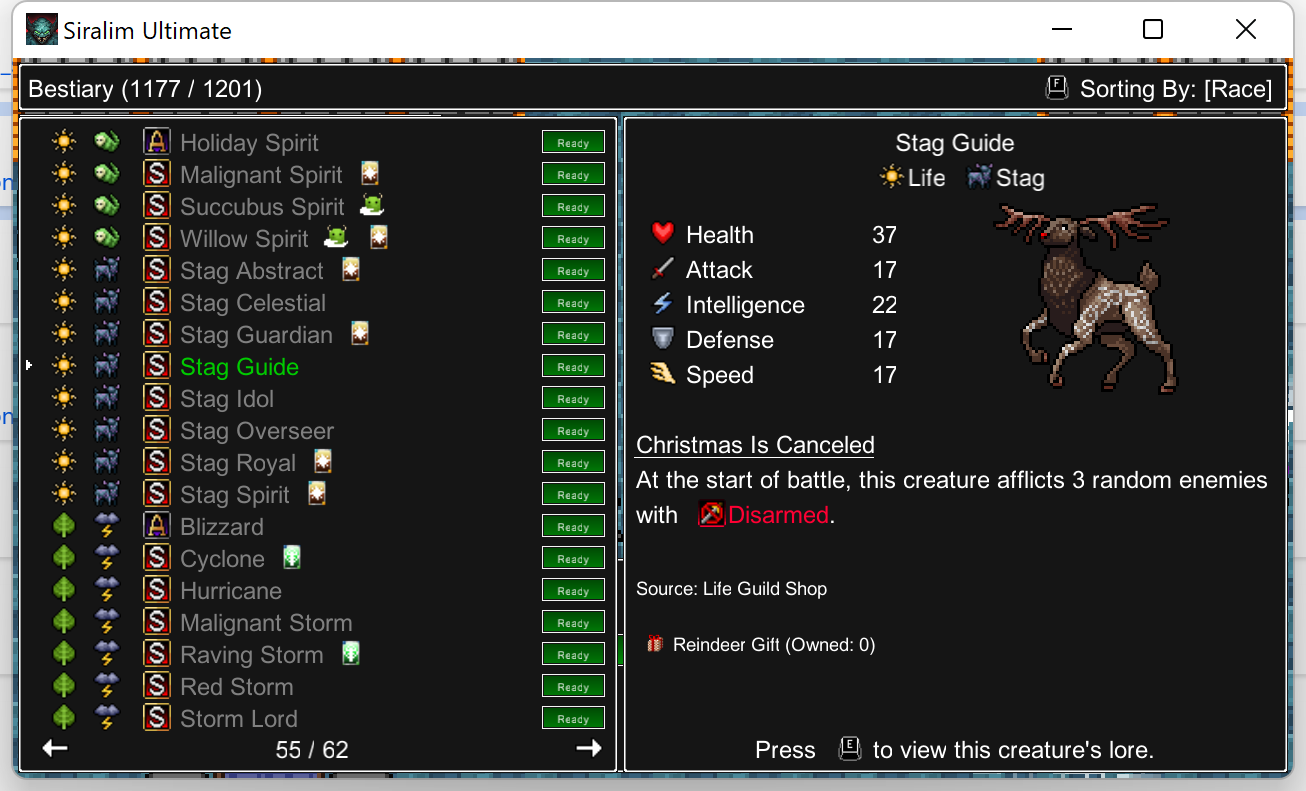 Siralim Ultimate
Bestiary (1177 / 1201)
F Sorting By: [Race]
A Holiday Spirit Ready
S Malignant Spirit Ready
S Succubus Spirit Ready
S Willow Spirit Ready
S Stag Abstract Ready
S Stag Celestial Ready
S Stag Guardian Ready
S Stag Guide Ready
S Stag Idol Ready
S Stag Overseer Ready
S Stag Royal Ready
S Stag Spirit Ready
A Blizzard Ready
S Cyclone Ready
S Hurricane Ready
S Malignant Storm Ready
S Raving Storm Ready
S Red Storm Ready
S Storm Lord Ready
55 / 62
Stag Guide
Life Stag
Health 37
Attack 17
Intelligence 22
Defense 17
Speed 17
Christmas Is Canceled
At the start of battle, this creature afflicts 3 random enemies
with Disarmed.
Source: Life Guild Shop
Reindeer Gift (Owned: 0)
Press E to view this creature's lore.